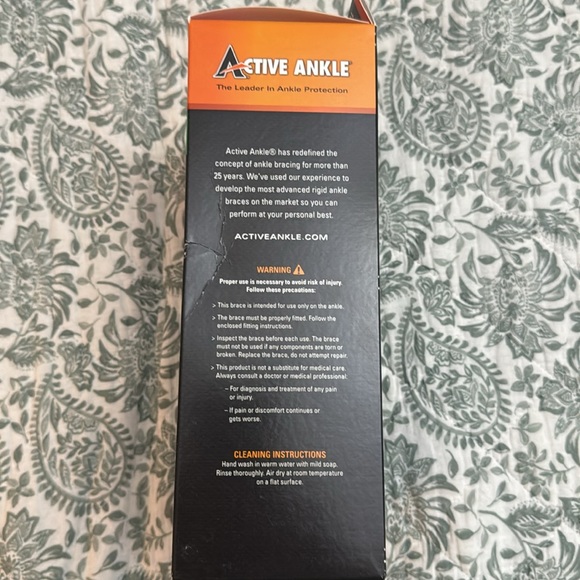 ACTIVE ANKLE®
The Leader In Ankle Protection
Active Ankle® has redefined the
concept of ankle bracing for more than
25 years. We've used our experience to
develop the most advanced rigid ankle
braces on the market so you can
perform at your personal best.
ACTIVEANKLE.COM
WARNING
Proper use is necessary to avoid risk of injury.
Follow these precautions:
> This brace is intended for use only on the ankle.
> The brace must be properly fitted. Follow the
enclosed fitting instructions.
> Inspect the brace before each use. The brace
must not be used if any components are torn or
broken. Replace the brace, do not attempt repair.
> This product is not a substitute for medical care.
Always consult a doctor or medical professional:
– For diagnosis and treatment of any pain
or injury.
– If pain or discomfort continues or
gets worse.
CLEANING INSTRUCTIONS
Hand wash in warm water with mild soap.
Rinse thoroughly. Air dry at room temperature
on a flat surface.